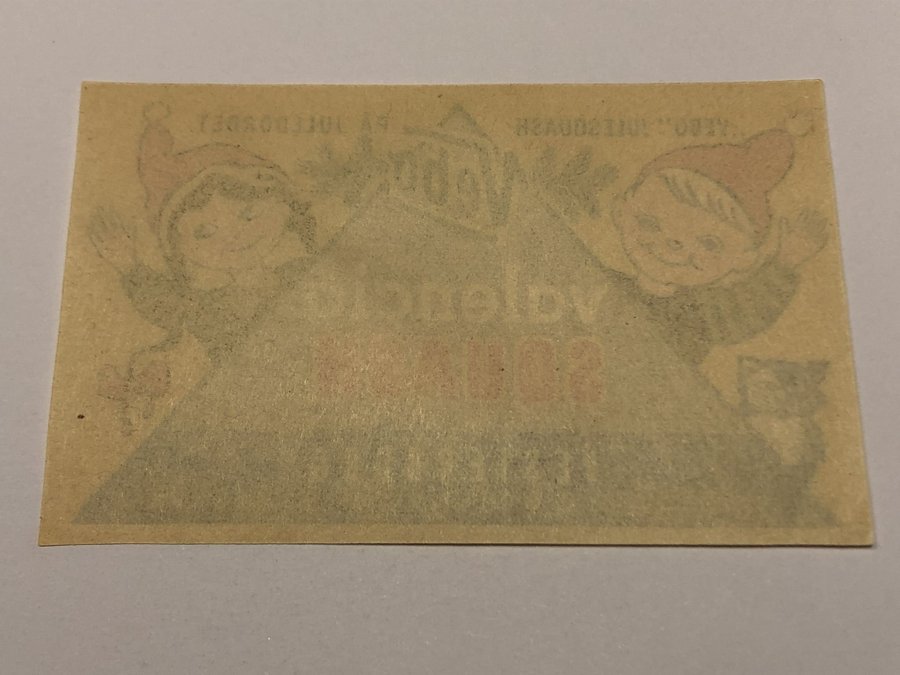 „VEBO" JULESQUASH PÅ JULEBORDET
Vebo
valencia
SQUASH